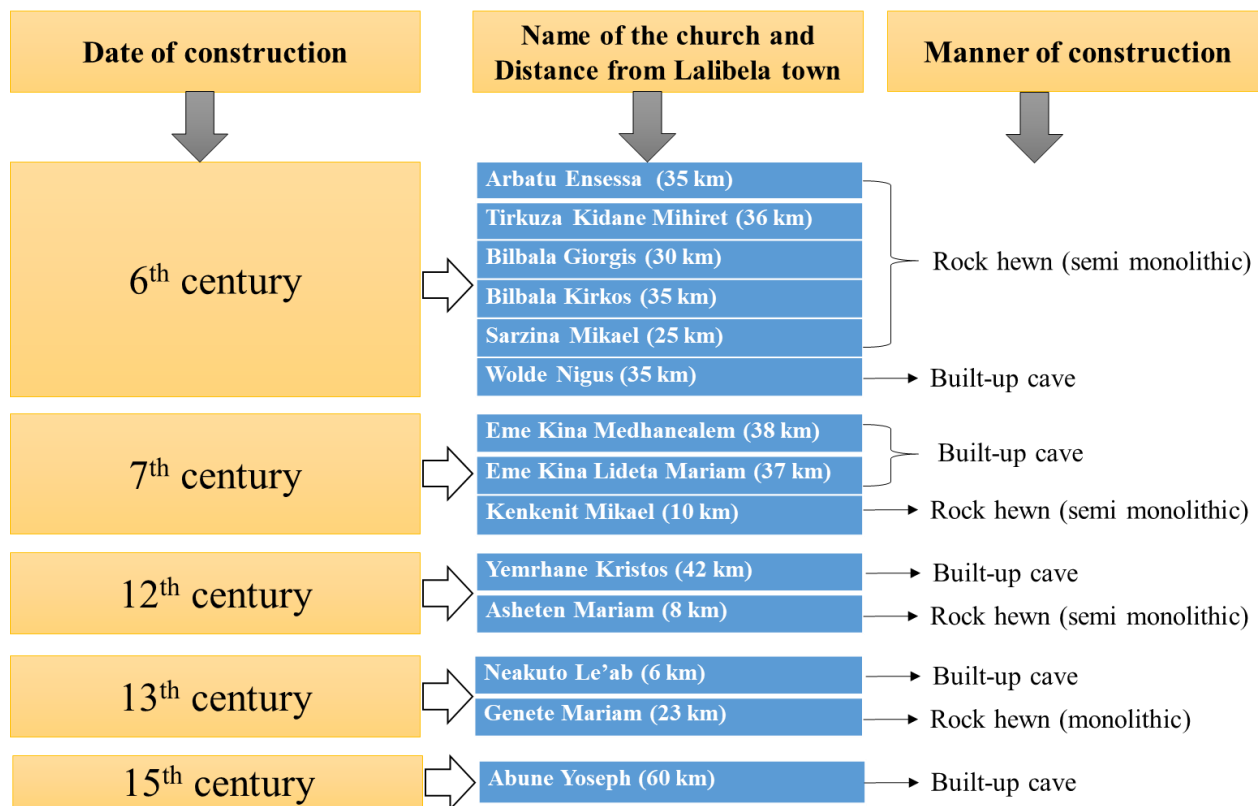 Date of construction
Name of the church and
Distance from Lalibela town
Manner of construction
6th century
Arbatu Ensessa (35 km)
Tirkuza Kidane Mihiret (36 km)
Bilbala Giorgis (30 km)
Bilbala Kirkos (35 km)
Sarzina Mikael (25 km)
Rock hewn (semi monolithic)
Wolde Nigus (35 km)
Built-up cave
7th century
Eme Kina Medhanealem (38 km)
Eme Kina Lideta Mariam (37 km)
Built-up cave
Kenkenit Mikael (10 km)
Rock hewn (semi monolithic)
12th century
Yemrhane Kristos (42 km)
Built-up cave
Asheten Mariam (8 km)
Rock hewn (semi monolithic)
13th century
Neakuto Le’ab (6 km)
Built-up cave
Genete Mariam (23 km)
Rock hewn (monolithic)
15th century
Abune Yoseph (60 km)
Built-up cave